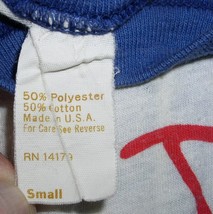 50% Polyester
50% Cotton
Made in U.S.A.
For Care See Reverse
RN 14179
Small